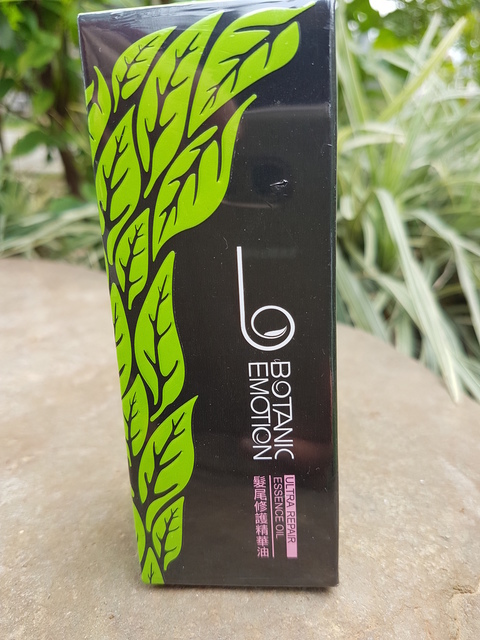 BOTANIC
EMOTION
ULTRA REPAIR
ESSENCE OIL
髮尾修護精華油